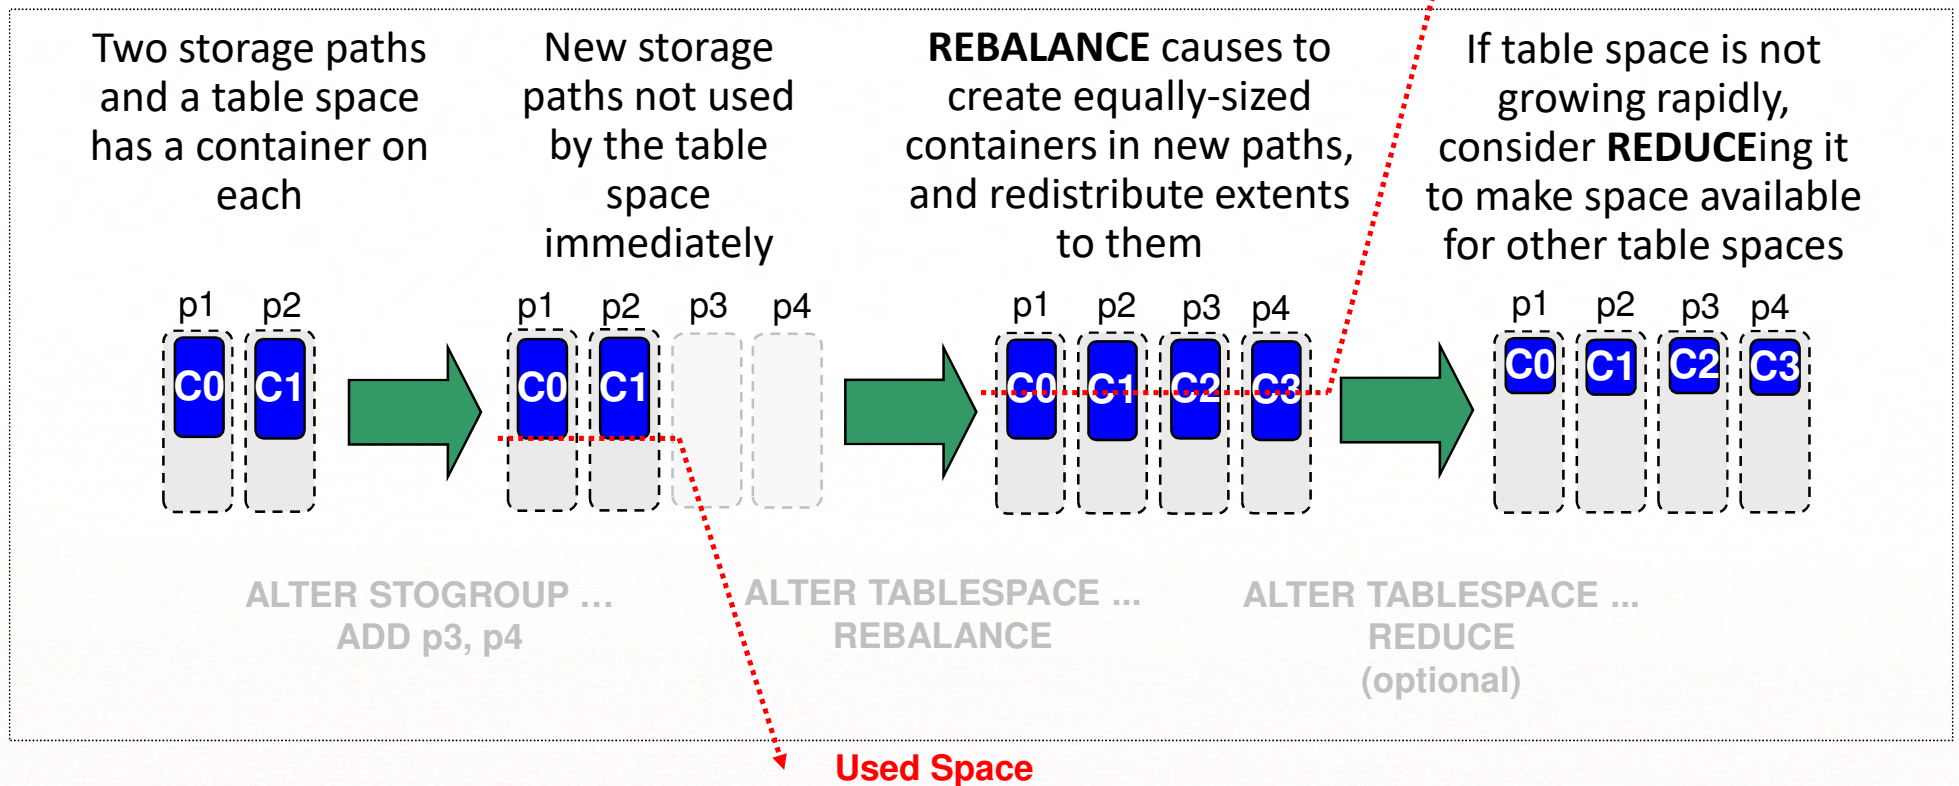 Two storage paths
and a table space
has a container on
each
New storage
paths not used
by the table
space
immediately
REBALANCE causes to
create equally-sized
containers in new paths,
and redistribute extents
to them
If table space is not
growing rapidly,
consider REDUCEing it
to make space available
for other table spaces
p1 p2
C0 C1
p1 p2 p3 p4
C0 C1
p1 p2 p3 p4
C0 C1 C2 C3
p1 p2 p3 p4
C0 C1 C2 C3
ALTER STOGROUP ...
ADD p3, p4
ALTER TABLESPACE ...
REBALANCE
ALTER TABLESPACE ...
REDUCE
(optional)
Used Space